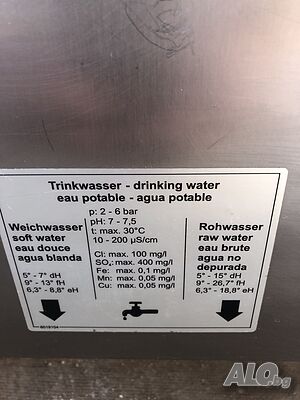 Trinkwasser - drinking water
eau potable - agua potable
p: 2 - 6 bar
pH: 7 - 7,5
t: max. 30°C
10 - 200 µS/cm
Cl: max. 100 mg/l
SO₄: max. 400 mg/l
Fe: max. 0,1 mg/l
Mn: max. 0,05 mg/l
Cu: max. 0,05 mg/l
Weichwasser
soft water
eau douce
agua blanda
5° - 7° dH
9° - 13° fH
6,3° - 8,8° eH
Rohwasser
raw water
eau brute
agua no
depurada
5° - 15° dH
9° - 26,7° fH
6,3° - 18,8° eH
ALO.bg